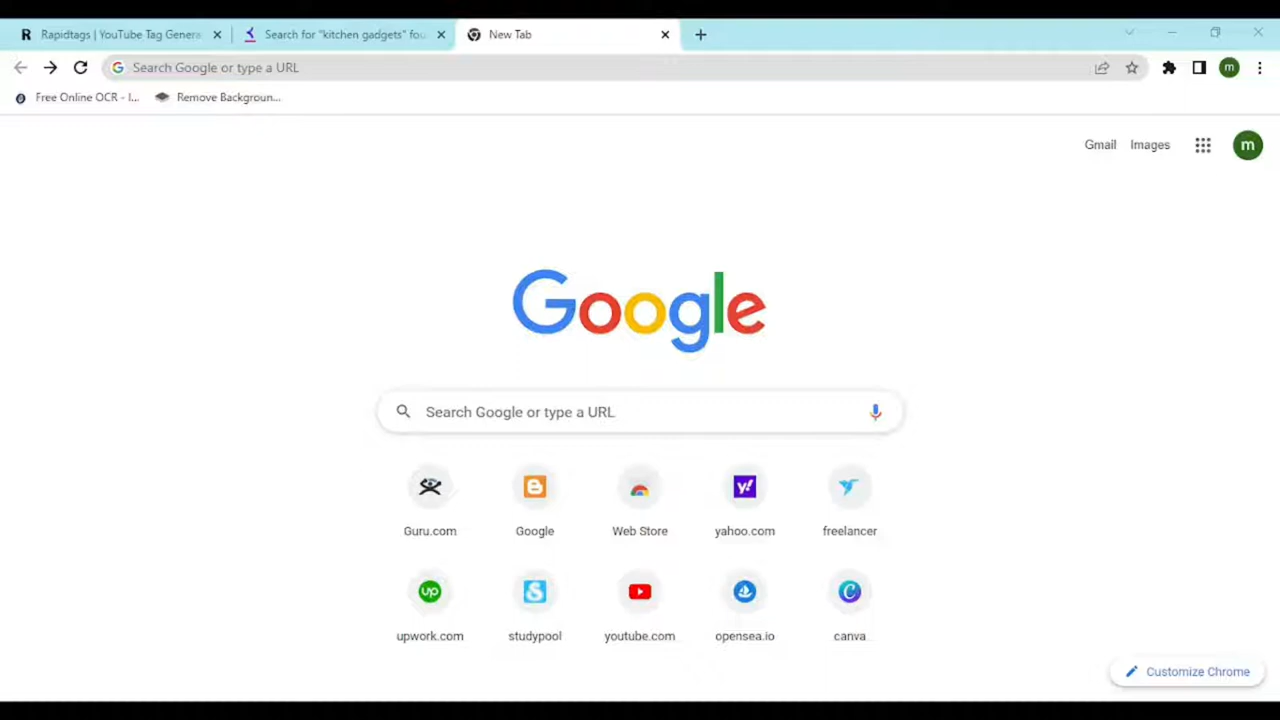 Rapidtags | YouTube Tag Genera
Search for "kitchen gadgets" fou
New Tab
Search Google or type a URL
m
Free Online OCR - I...
Remove Backgroun...
Gmail
Images
m
Google
Search Google or type a URL
Guru.com
Google
Web Store
yahoo.com
freelancer
upwork.com
studypool
youtube.com
opensea.io
canva
Customize Chrome